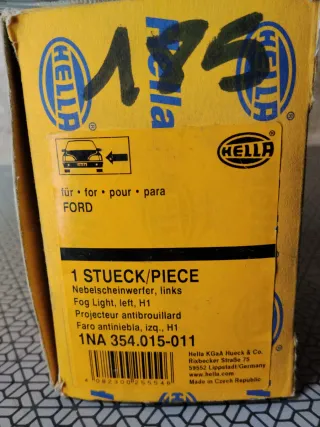 185
HELLA
Hella
HELLA
HELLA
für • for • pour • para
FORD
1 STUECK/PIECE
Nebelscheinwerfer, links
Fog Light, left, H1
Projecteur antibrouillard
Faro antiniebla, izq., H1
1NA 354.015-011
Hella KGaA Hueck & Co.
Rixbecker Straße 75
59552 Lippstadt/Germany
www.hella.com
Made in Czech Republic